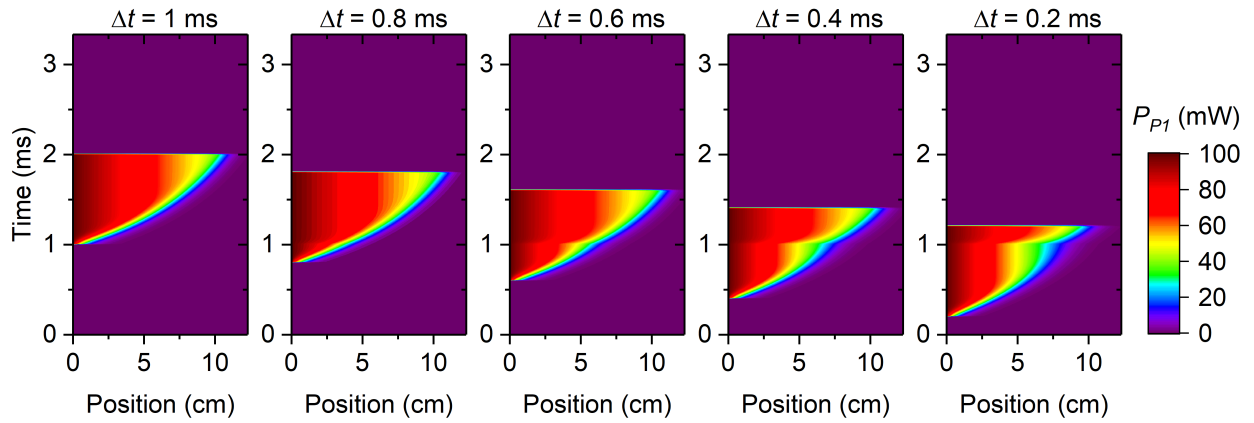 Δt = 1 ms Δt = 0.8 ms Δt = 0.6 ms Δt = 0.4 ms Δt = 0.2 ms
P_P1 (mW)
Time (ms)
3 3 3 3 3
2 2 2 2 2
1 1 1 1 1
0 0 0 0 0
100
80
60
40
20
0
0 5 10 0 5 10 0 5 10 0 5 10 0 5 10
Position (cm) Position (cm) Position (cm) Position (cm) Position (cm)